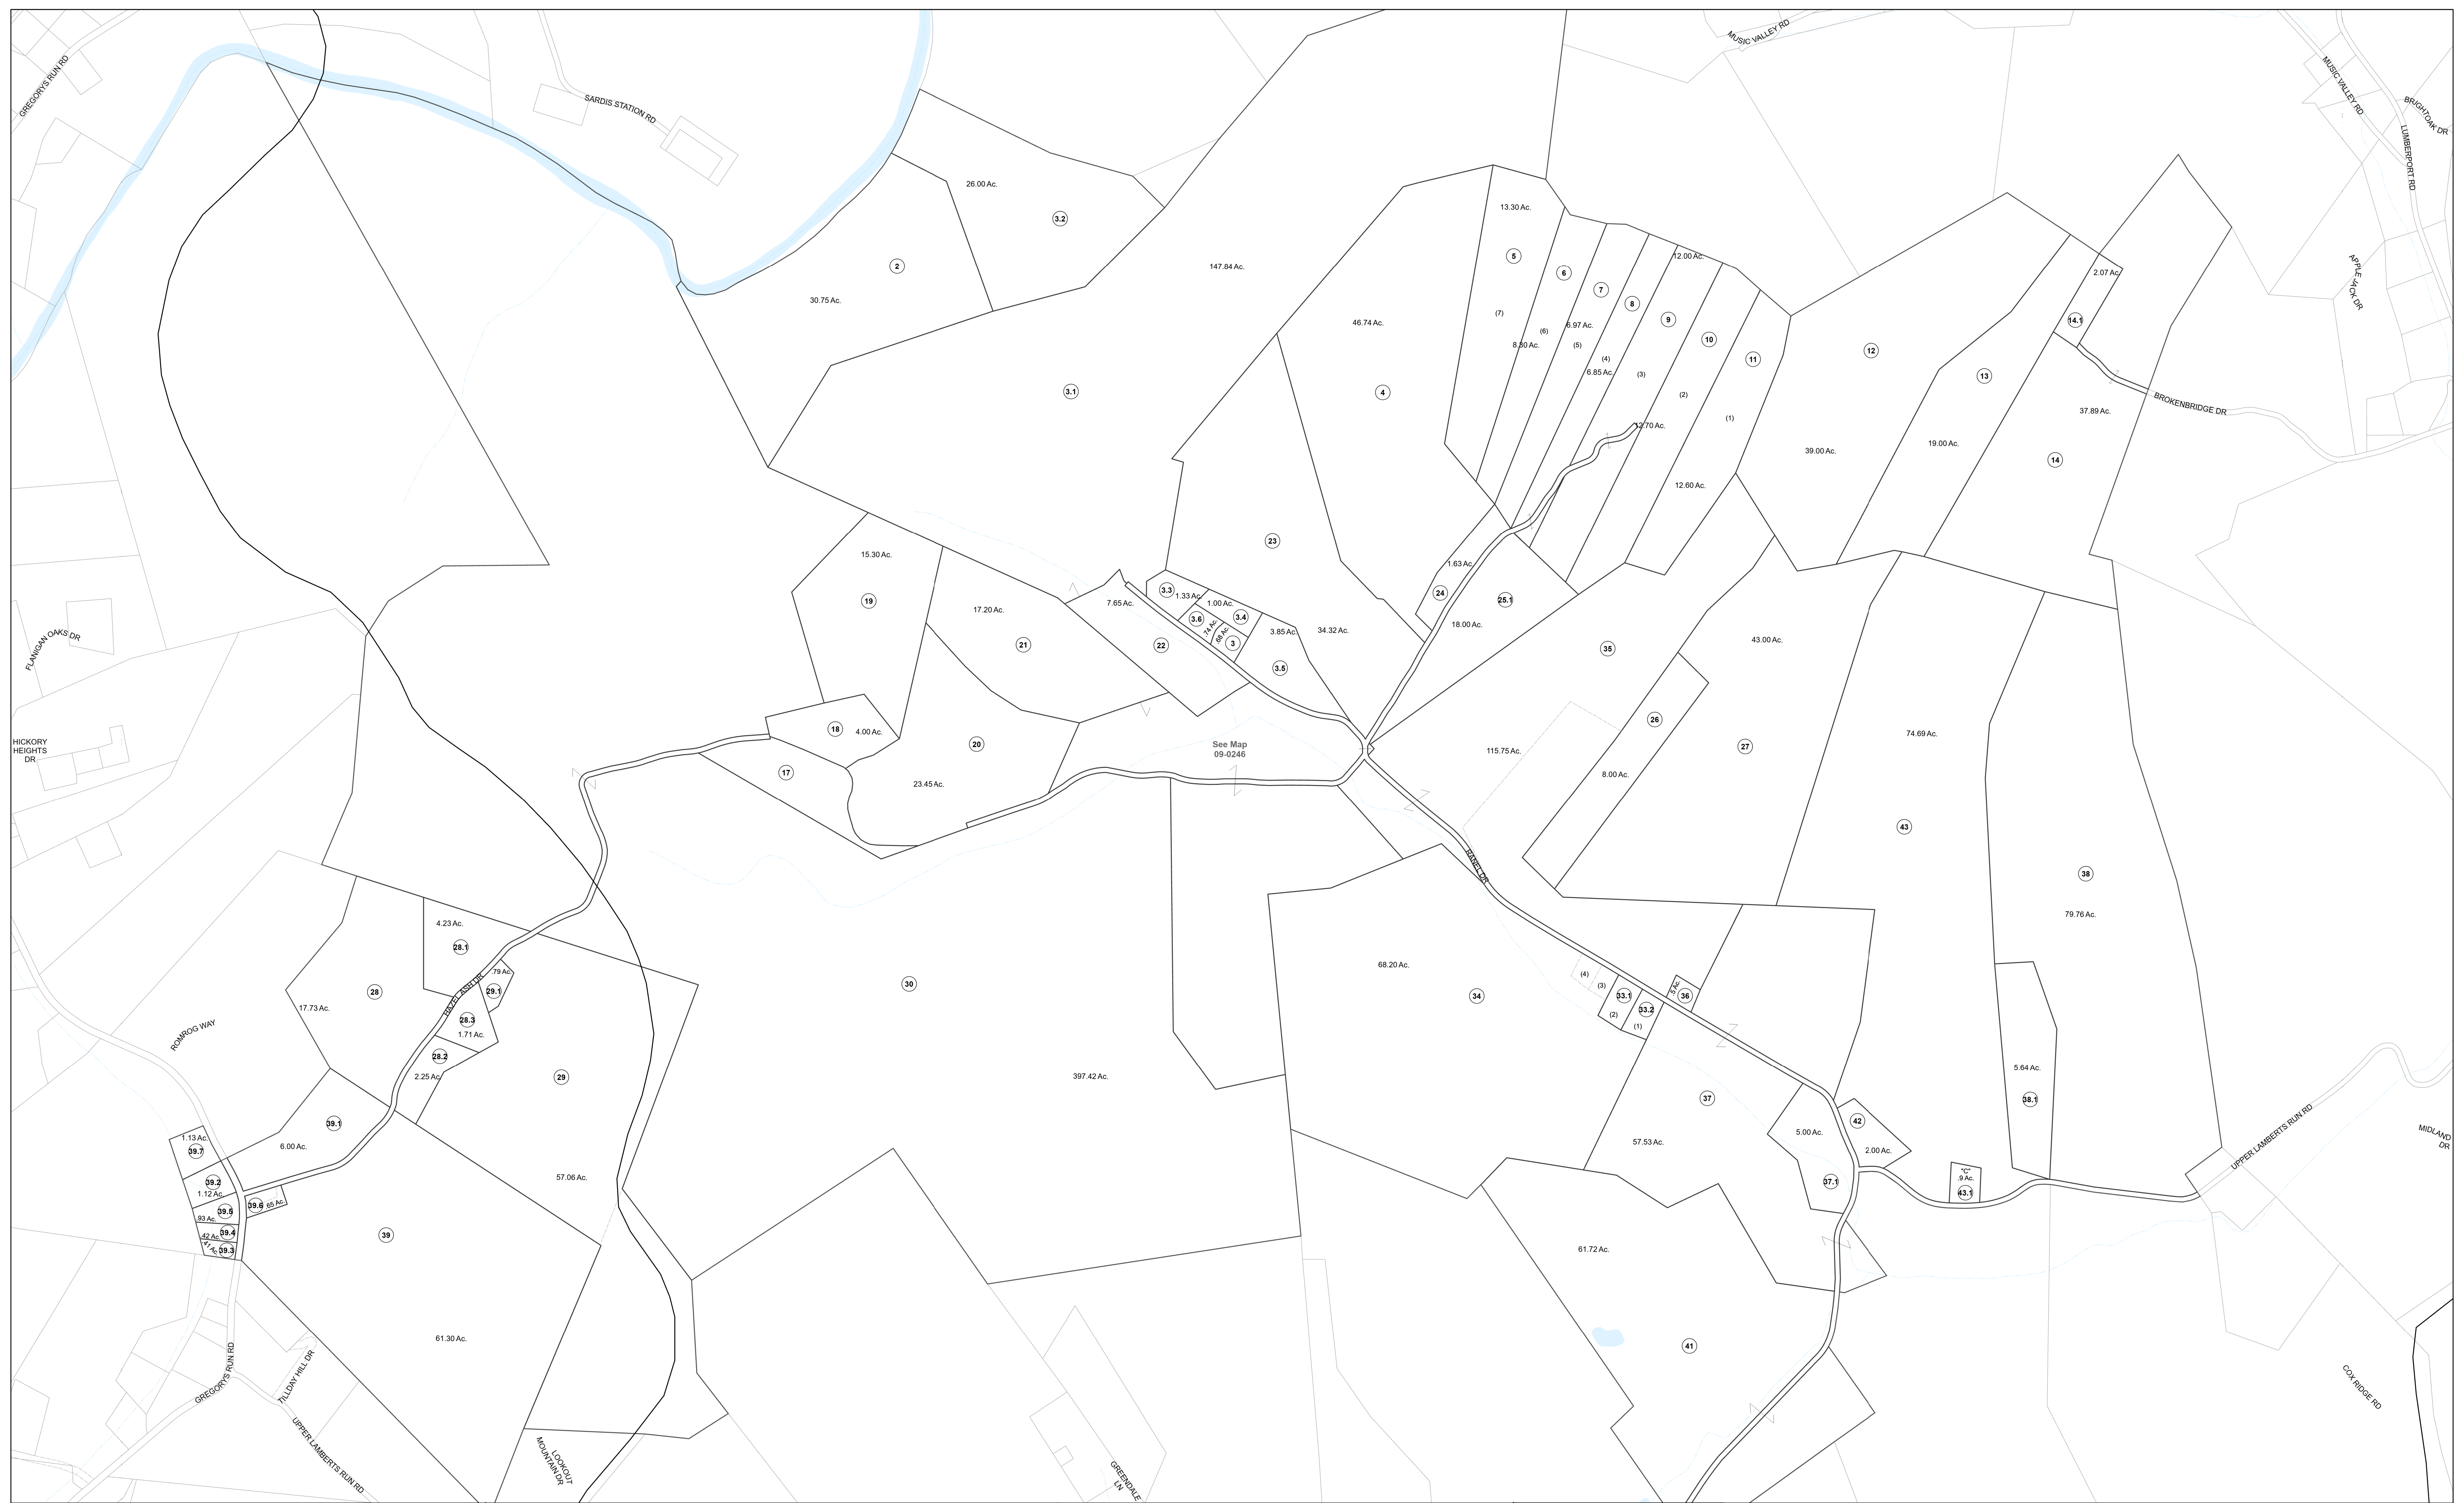 MUSIC VALLEY RD
GREGORYS RUN RD
SARDIS STATION RD
MUSIC VALLEY RD
BRIGHTOAK DR
LUMBERPORT RD
26.00 Ac.
3.2
13.30 Ac.
2
147.84 Ac.
5
6
12.00 Ac.
2.07 Ac.
APPLE JACK DR
30.75 Ac.
7
8
9
(7)
46.74 Ac.
6.97 Ac.
(6)
14.1
10
8.30 Ac.
(5)
(4)
11
12
6.85 Ac.
(3)
13
3.1
4
(2)
BROKENBRIDGE DR
37.89 Ac.
(1)
12.70 Ac.
19.00 Ac.
39.00 Ac.
14
12.60 Ac.
23
15.30 Ac.
1.63 Ac.
3.3
1.33 Ac.
24
19
7.65 Ac.
1.00 Ac.
25.1
17.20 Ac.
3.6
3.4
.74 Ac.
.68 Ac.
3
3.85 Ac.
34.32 Ac.
18.00 Ac.
FLANIGAN OAKS DR
21
22
35
43.00 Ac.
3.5
26
18
4.00 Ac.
74.69 Ac.
HICKORY
HEIGHTS
DR
20
See Map
09-0246
115.75 Ac.
27
17
23.45 Ac.
8.00 Ac.
43
RANEL DR
38
79.76 Ac.
4.23 Ac.
28.1
68.20 Ac.
.79 Ac.
(4)
30
(3)
28
29.1
HAZEL ASH DR
34
33.1
.5 Ac.
36
17.73 Ac.
33.2
28.3
(2)
1.71 Ac.
(1)
ROMROG WAY
28.2
2.25 Ac.
29
397.42 Ac.
5.64 Ac.
37
38.1
39.1
42
5.00 Ac.
UPPER LAMBERTS RUN RD
MIDLAND
DR
1.13 Ac.
39.7
6.00 Ac.
57.53 Ac.
2.00 Ac.
57.06 Ac.
"C"
.9 Ac.
39.2
37.1
43.1
1.12 Ac.
39.6
.65 Ac.
39.5
.93 Ac.
39.4
.42 Ac.
39
.41 Ac.
39.3
61.72 Ac.
61.30 Ac.
41
GREGORYS RUN RD
TILLDAY HILL DR
COX RIDGE RD
UPPER LAMBERTS RUN RD
LOOKOUT
MOUNTAIN DR
GREENDALE
LN